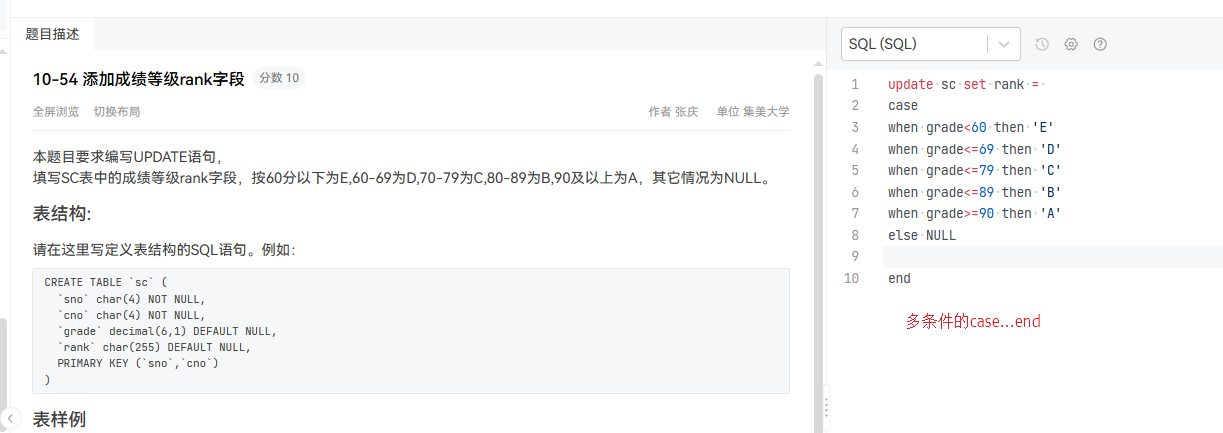 题目描述
10-54 添加成绩等级rank字段 分数 10
全屏浏览 切换布局 作者 张庆 单位 集美大学
本题目要求编写UPDATE语句，
填写SC表中的成绩等级rank字段，按60分以下为E,60-69为D,70-79为C,80-89为B,90及以上为A，其它情况为NULL。
表结构:
请在这里写定义表结构的SQL语句。例如：
CREATE TABLE `sc` (
`sno` char(4) NOT NULL,
`cno` char(4) NOT NULL,
`grade` decimal(6,1) DEFAULT NULL,
`rank` char(255) DEFAULT NULL,
PRIMARY KEY (`sno`,`cno`)
)
表样例
SQL (SQL)
1 update sc set rank =
2 case
3 when grade<60 then 'E'
4 when grade<=69 then 'D'
5 when grade<=79 then 'C'
6 when grade<=89 then 'B'
7 when grade>=90 then 'A'
8 else NULL
9
10 end
多条件的case...end